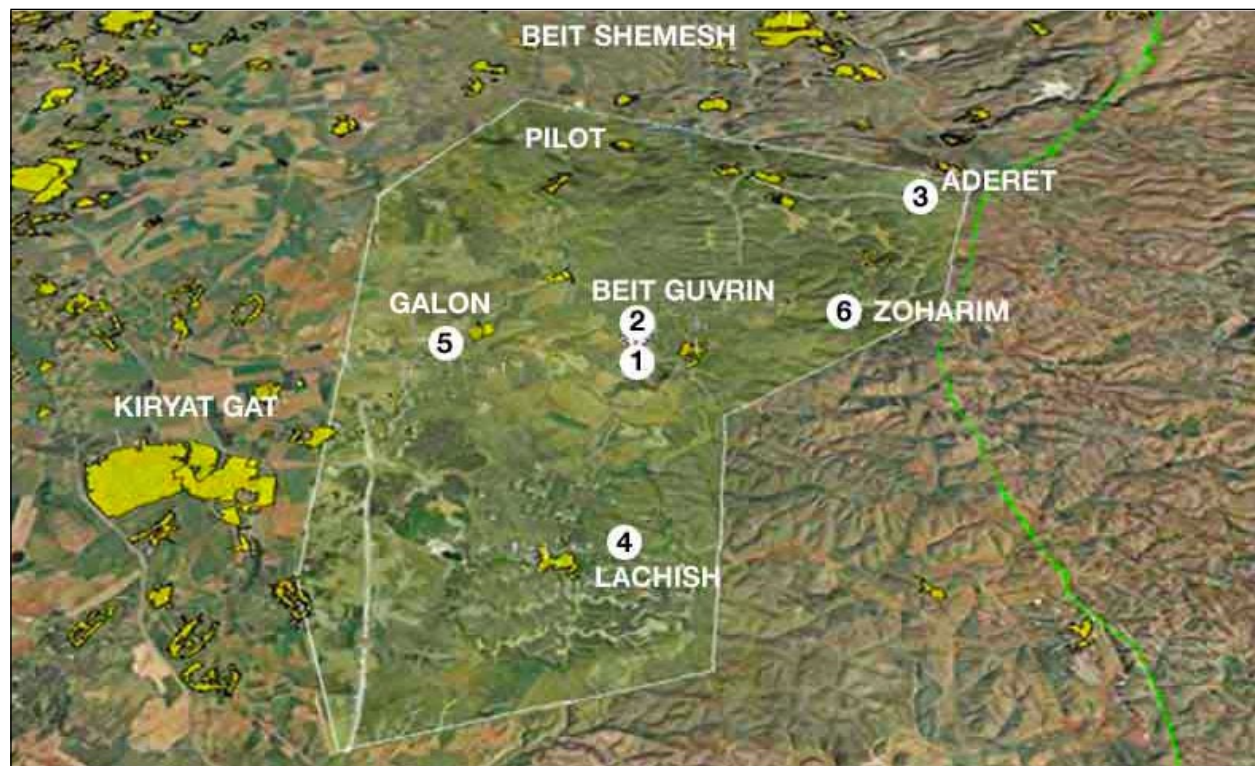 BEIT SHEMESH
PILOT
ADERET
3
BEIT GUVRIN
GALON
2
6 ZOHARIM
5
1
KIRYAT GAT
4
LACHISH